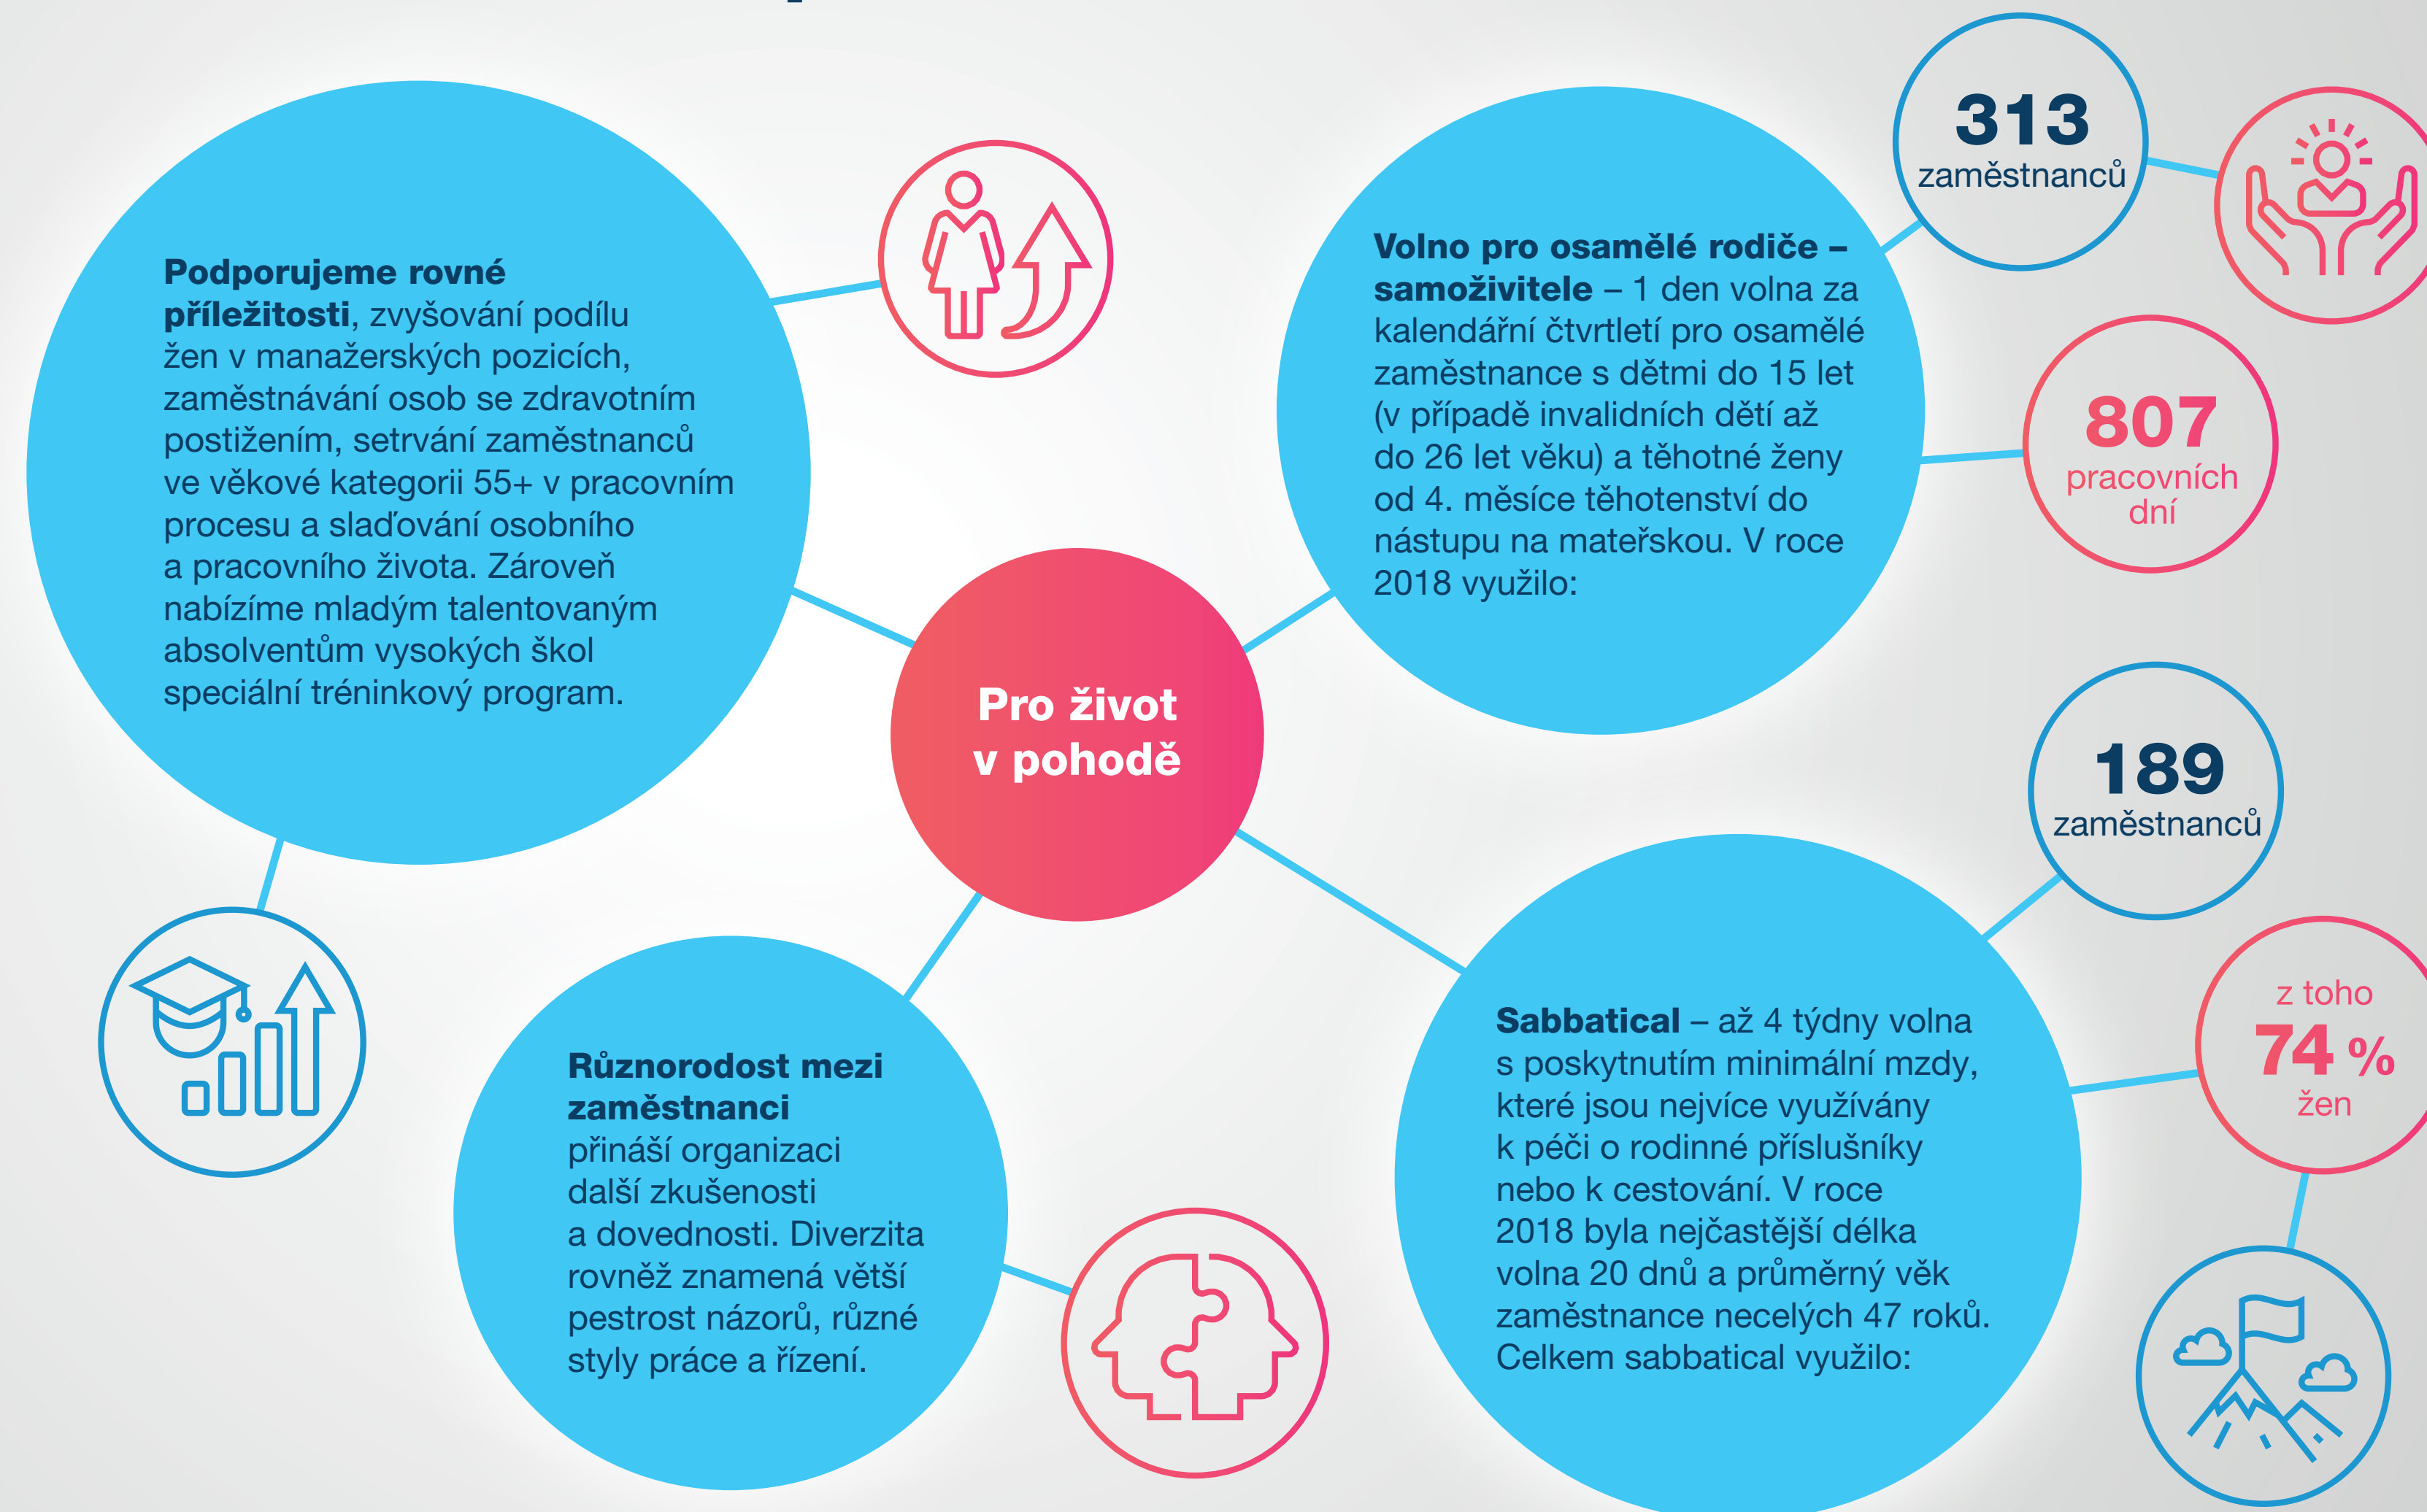 Podporujeme rovné
příležitosti, zvyšování podílu
žen v manažerských pozicích,
zaměstnávání osob se zdravotním
postižením, setrvání zaměstnanců
ve věkové kategorii 55+ v pracovním
procesu a slaďování osobního
a pracovního života. Zároveň
nabízíme mladým talentovaným
absolventům vysokých škol
speciální tréninkový program.
Volno pro osamělé rodiče –
samoživitele – 1 den volna za
kalendářní čtvrtletí pro osamělé
zaměstnance s dětmi do 15 let
(v případě invalidních dětí až
do 26 let věku) a těhotné ženy
od 4. měsíce těhotenství do
nástupu na mateřskou. V roce
2018 využilo:
313
zaměstnanců
807
pracovních
dní
Pro život
v pohodě
Různorodost mezi
zaměstnanci
přináší organizaci
další zkušenosti
a dovednosti. Diverzita
rovněž znamená větší
pestrost názorů, různé
styly práce a řízení.
Sabbatical – až 4 týdny volna
s poskytnutím minimální mzdy,
které jsou nejvíce využívány
k péči o rodinné příslušníky
nebo k cestování. V roce
2018 byla nejčastější délka
volna 20 dnů a průměrný věk
zaměstnance necelých 47 roků.
Celkem sabbatical využilo:
189
zaměstnanců
z toho
74 %
žen